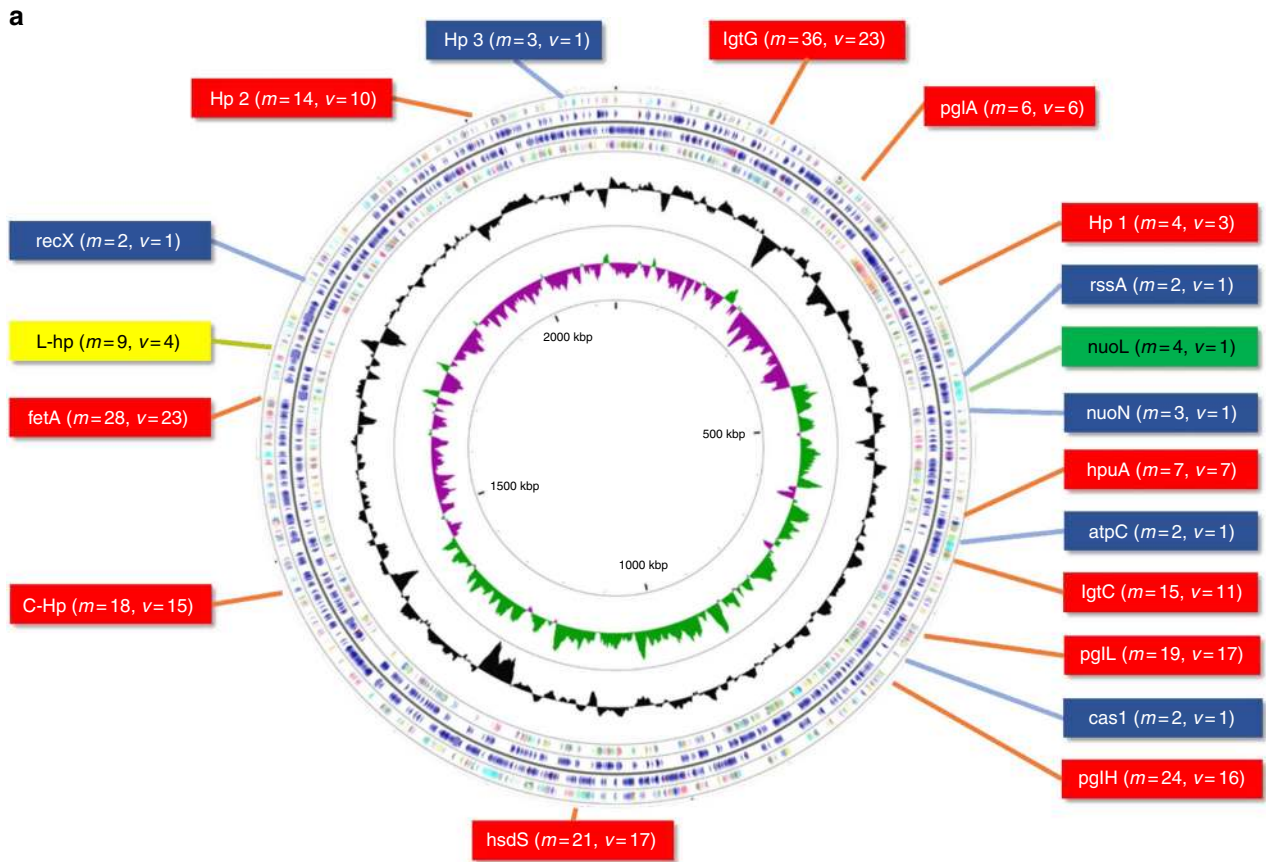 a
Hp 3 (m=3, v=1)
lgtG (m=36, v=23)
Hp 2 (m=14, v=10)
pglA (m=6, v=6)
Hp 1 (m=4, v=3)
recX (m=2, v=1)
rssA (m=2, v=1)
2000 kbp
L-hp (m=9, v=4)
nuoL (m=4, v=1)
fetA (m=28, v=23)
nuoN (m=3, v=1)
500 kbp
hpuA (m=7, v=7)
1500 kbp
atpC (m=2, v=1)
1000 kbp
C-Hp (m=18, v=15)
lgtC (m=15, v=11)
pglL (m=19, v=17)
cas1 (m=2, v=1)
pglH (m=24, v=16)
hsdS (m=21, v=17)